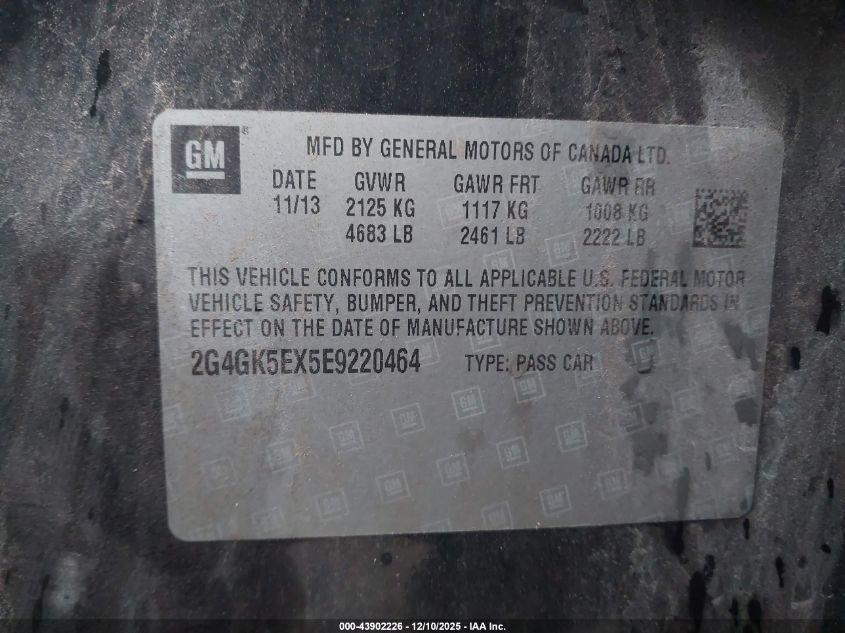 GM
MFD BY GENERAL MOTORS OF CANADA LTD.
DATE GVWR GAWR FRT GAWR RR
11/13 2125 KG 1117 KG 1008 KG
4683 LB 2461 LB 2222 LB
THIS VEHICLE CONFORMS TO ALL APPLICABLE U.S. FEDERAL MOTOR
VEHICLE SAFETY, BUMPER, AND THEFT PREVENTION STANDARDS IN
EFFECT ON THE DATE OF MANUFACTURE SHOWN ABOVE.
2G4GK5EX5E9220464 TYPE: PASS CAR
000-43902226 - 12/10/2025 - IAA Inc.